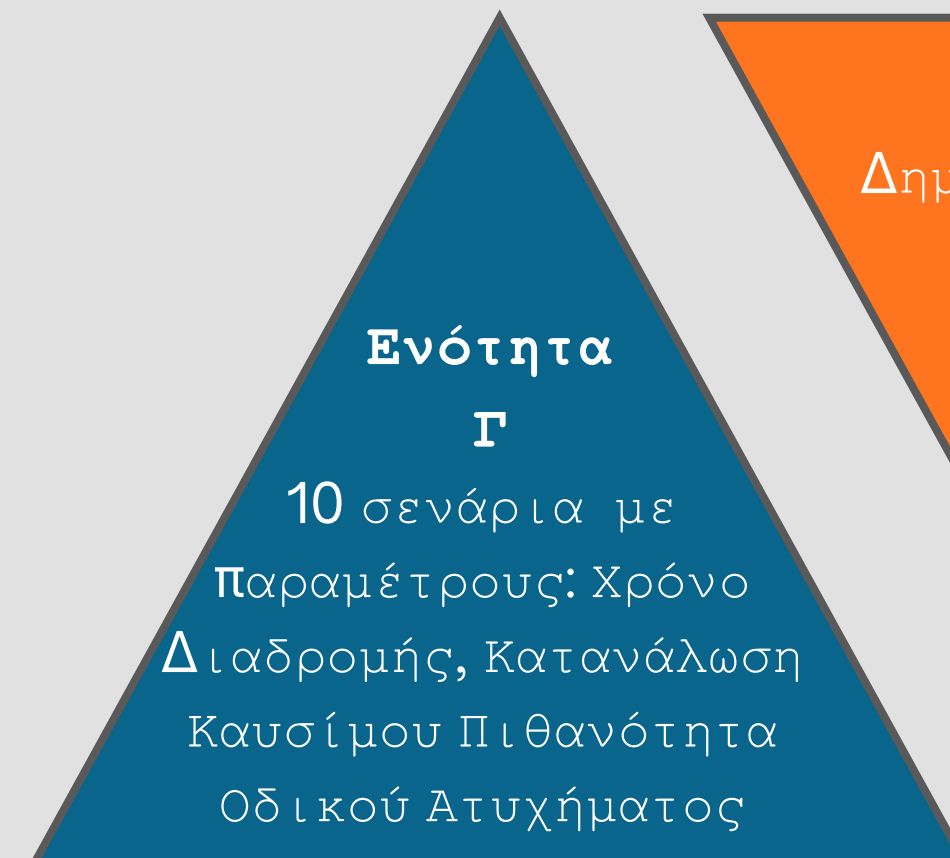 Ενότητα
Γ
10 σενάρια με
παραμέτρους: Χρόνο
Διαδρομής, Κατανάλωση
Καυσίμου Πιθανότητα
Οδικού Ατυχήματος